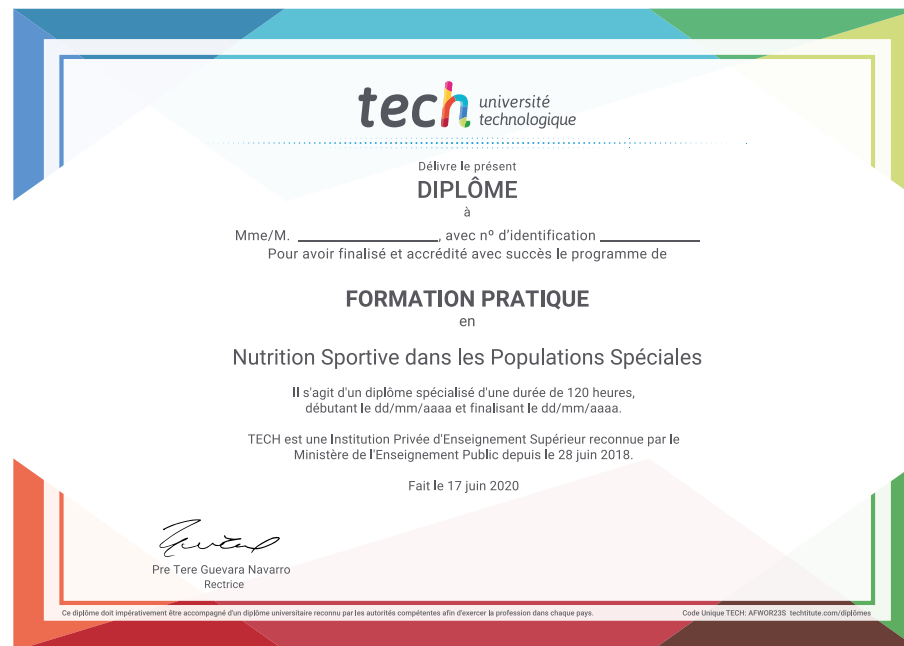 tech université
technologique
Délivre le présent
DIPLÔME
à
Mme/M. ____________________, avec nº d'identification ______________
Pour avoir finalisé et accrédité avec succès le programme de
FORMATION PRATIQUE
en
Nutrition Sportive dans les Populations Spéciales
Il s'agit d'un diplôme spécialisé d'une durée de 120 heures,
débutant le dd/mm/aaaa et finalisant le dd/mm/aaaa.
TECH est une Institution Privée d'Enseignement Supérieur reconnue par le
Ministère de l'Enseignement Public depuis le 28 juin 2018.
Fait le 17 juin 2020
Pre Tere Guevara Navarro
Rectrice
Ce diplôme doit impérativement être accompagné d'un diplôme universitaire reconnu par les autorités compétentes afin d'exercer la profession dans chaque pays. Code Unique TECH: AFWOR23S techtitute.com/diplômes